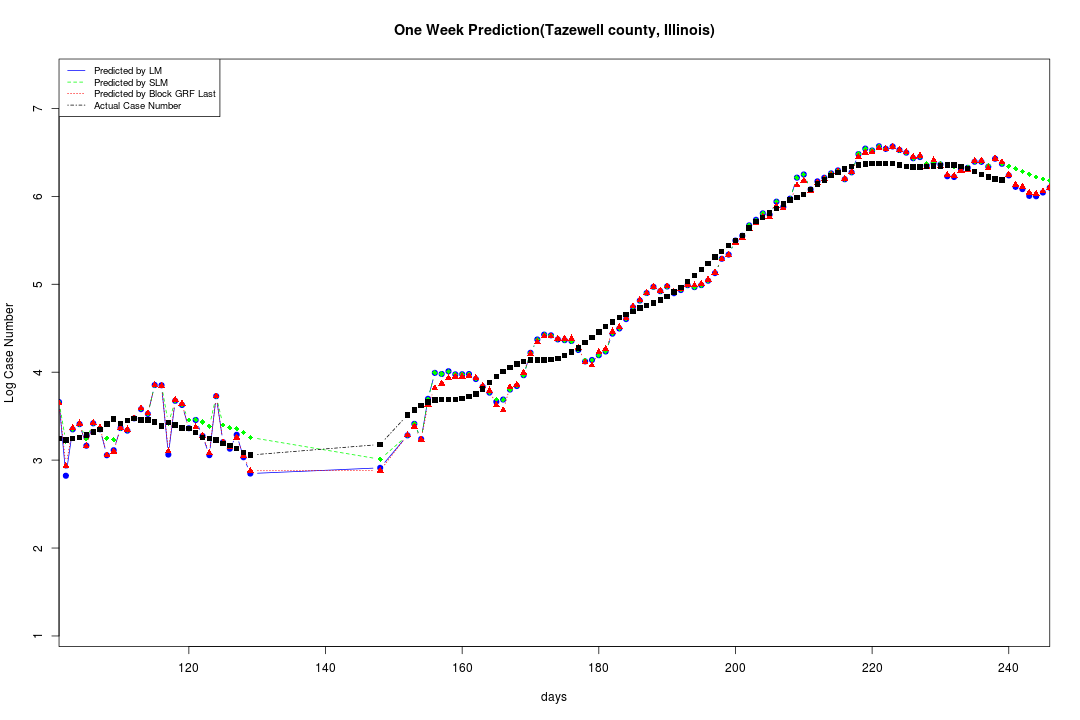 One Week Prediction(Tazewell county, Illinois)
Predicted by LM
Predicted by SLM
Predicted by Block GRF Last
Actual Case Number
Log Case Number
7
6
5
4
3
2
1
120 140 160 180 200 220 240
days